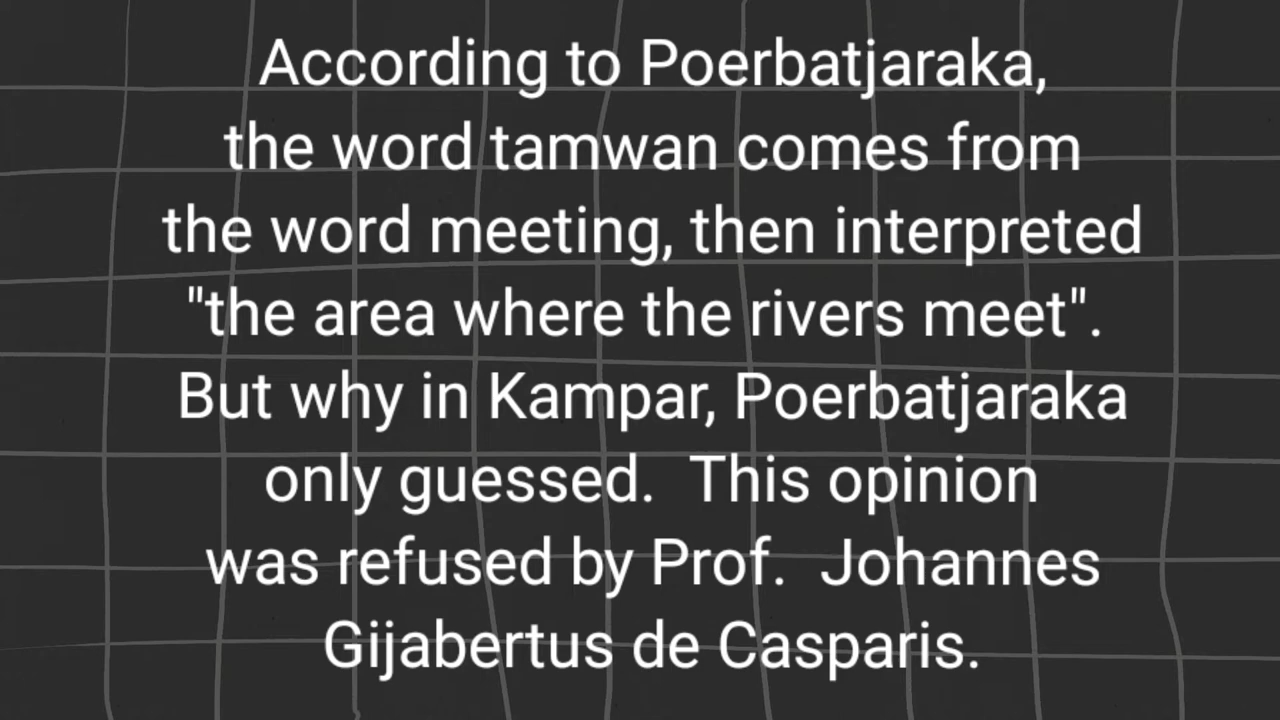 According to Poerbatjaraka,
the word tamwan comes from
the word meeting, then interpreted
"the area where the rivers meet".
But why in Kampar, Poerbatjaraka
only guessed.  This opinion
was refused by Prof.  Johannes
Gijabertus de Casparis.